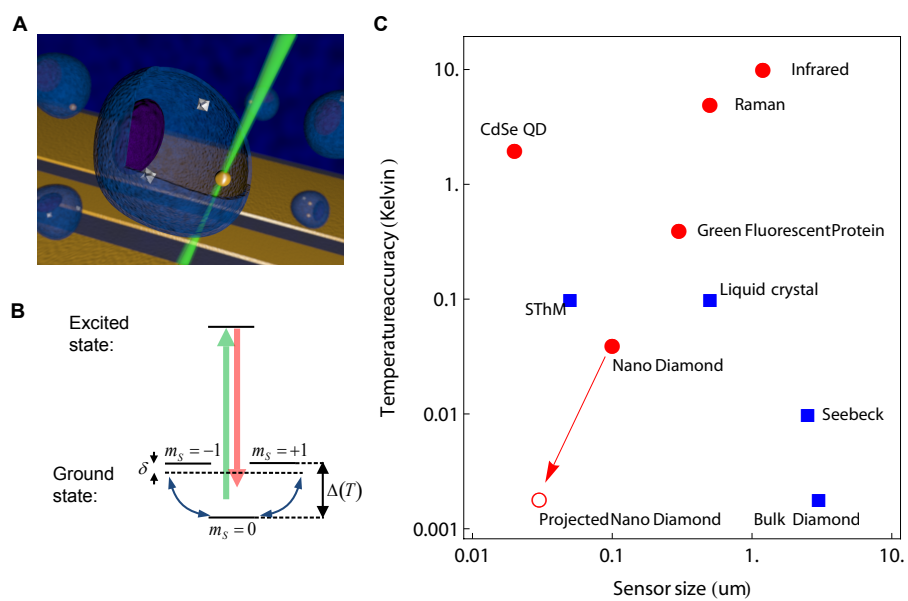 A
B
Excited
state:
m_S = −1
m_S = +1
δ
Ground
state:
Δ(T)
m_S = 0
C
Temperatureaccuracy (Kelvin)
10.
1.
0.1
0.01
0.001
Infrared
Raman
CdSe QD
Green FluorescentProtein
Liquid crystal
SThM
Nano Diamond
Seebeck
Projected Nano Diamond
Bulk Diamond
0.01
0.1
1.
10.
Sensor size (um)